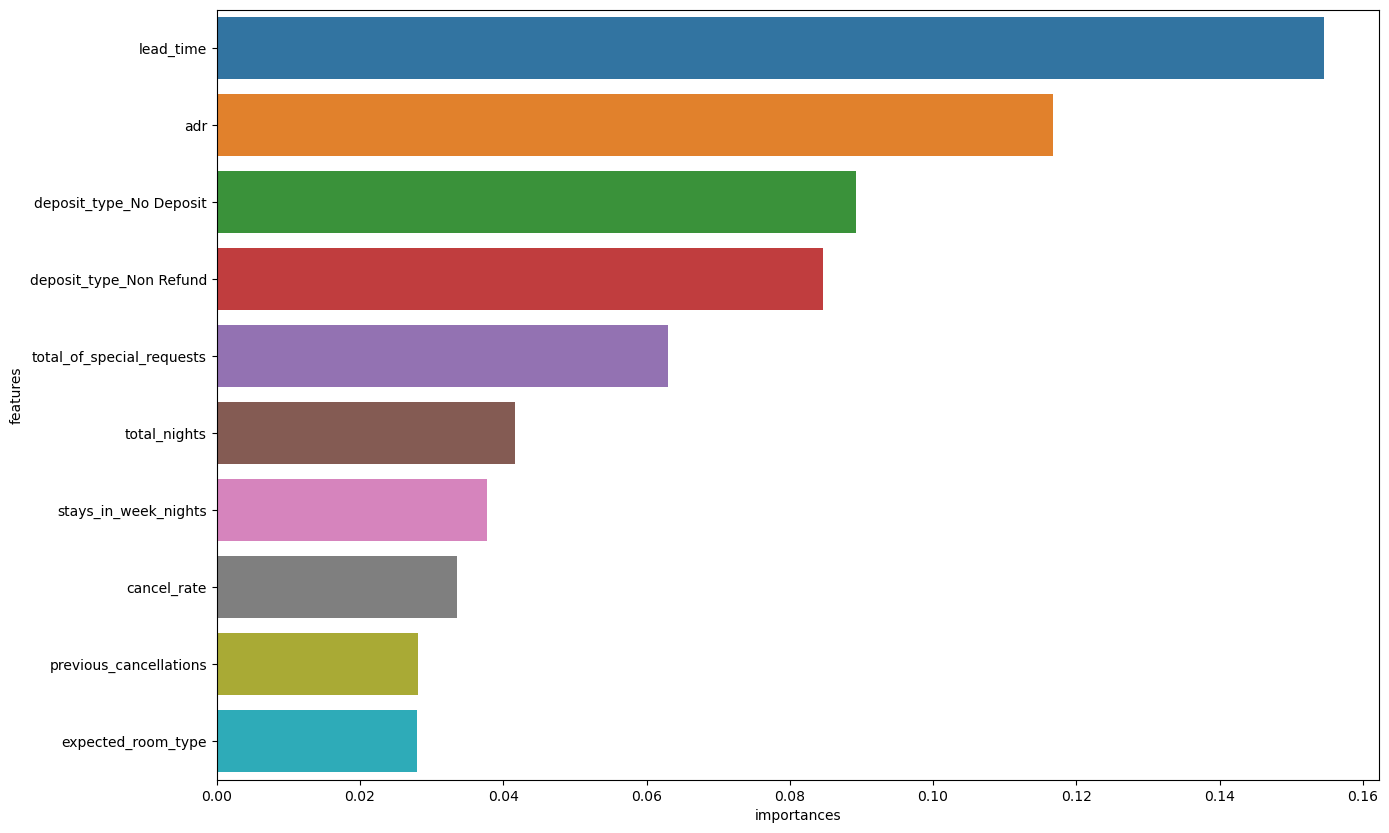 lead_time
adr
deposit_type_No Deposit
deposit_type_Non Refund
total_of_special_requests
total_nights
stays_in_week_nights
cancel_rate
previous_cancellations
expected_room_type
features
0.00 0.02 0.04 0.06 0.08 0.10 0.12 0.14 0.16
importances